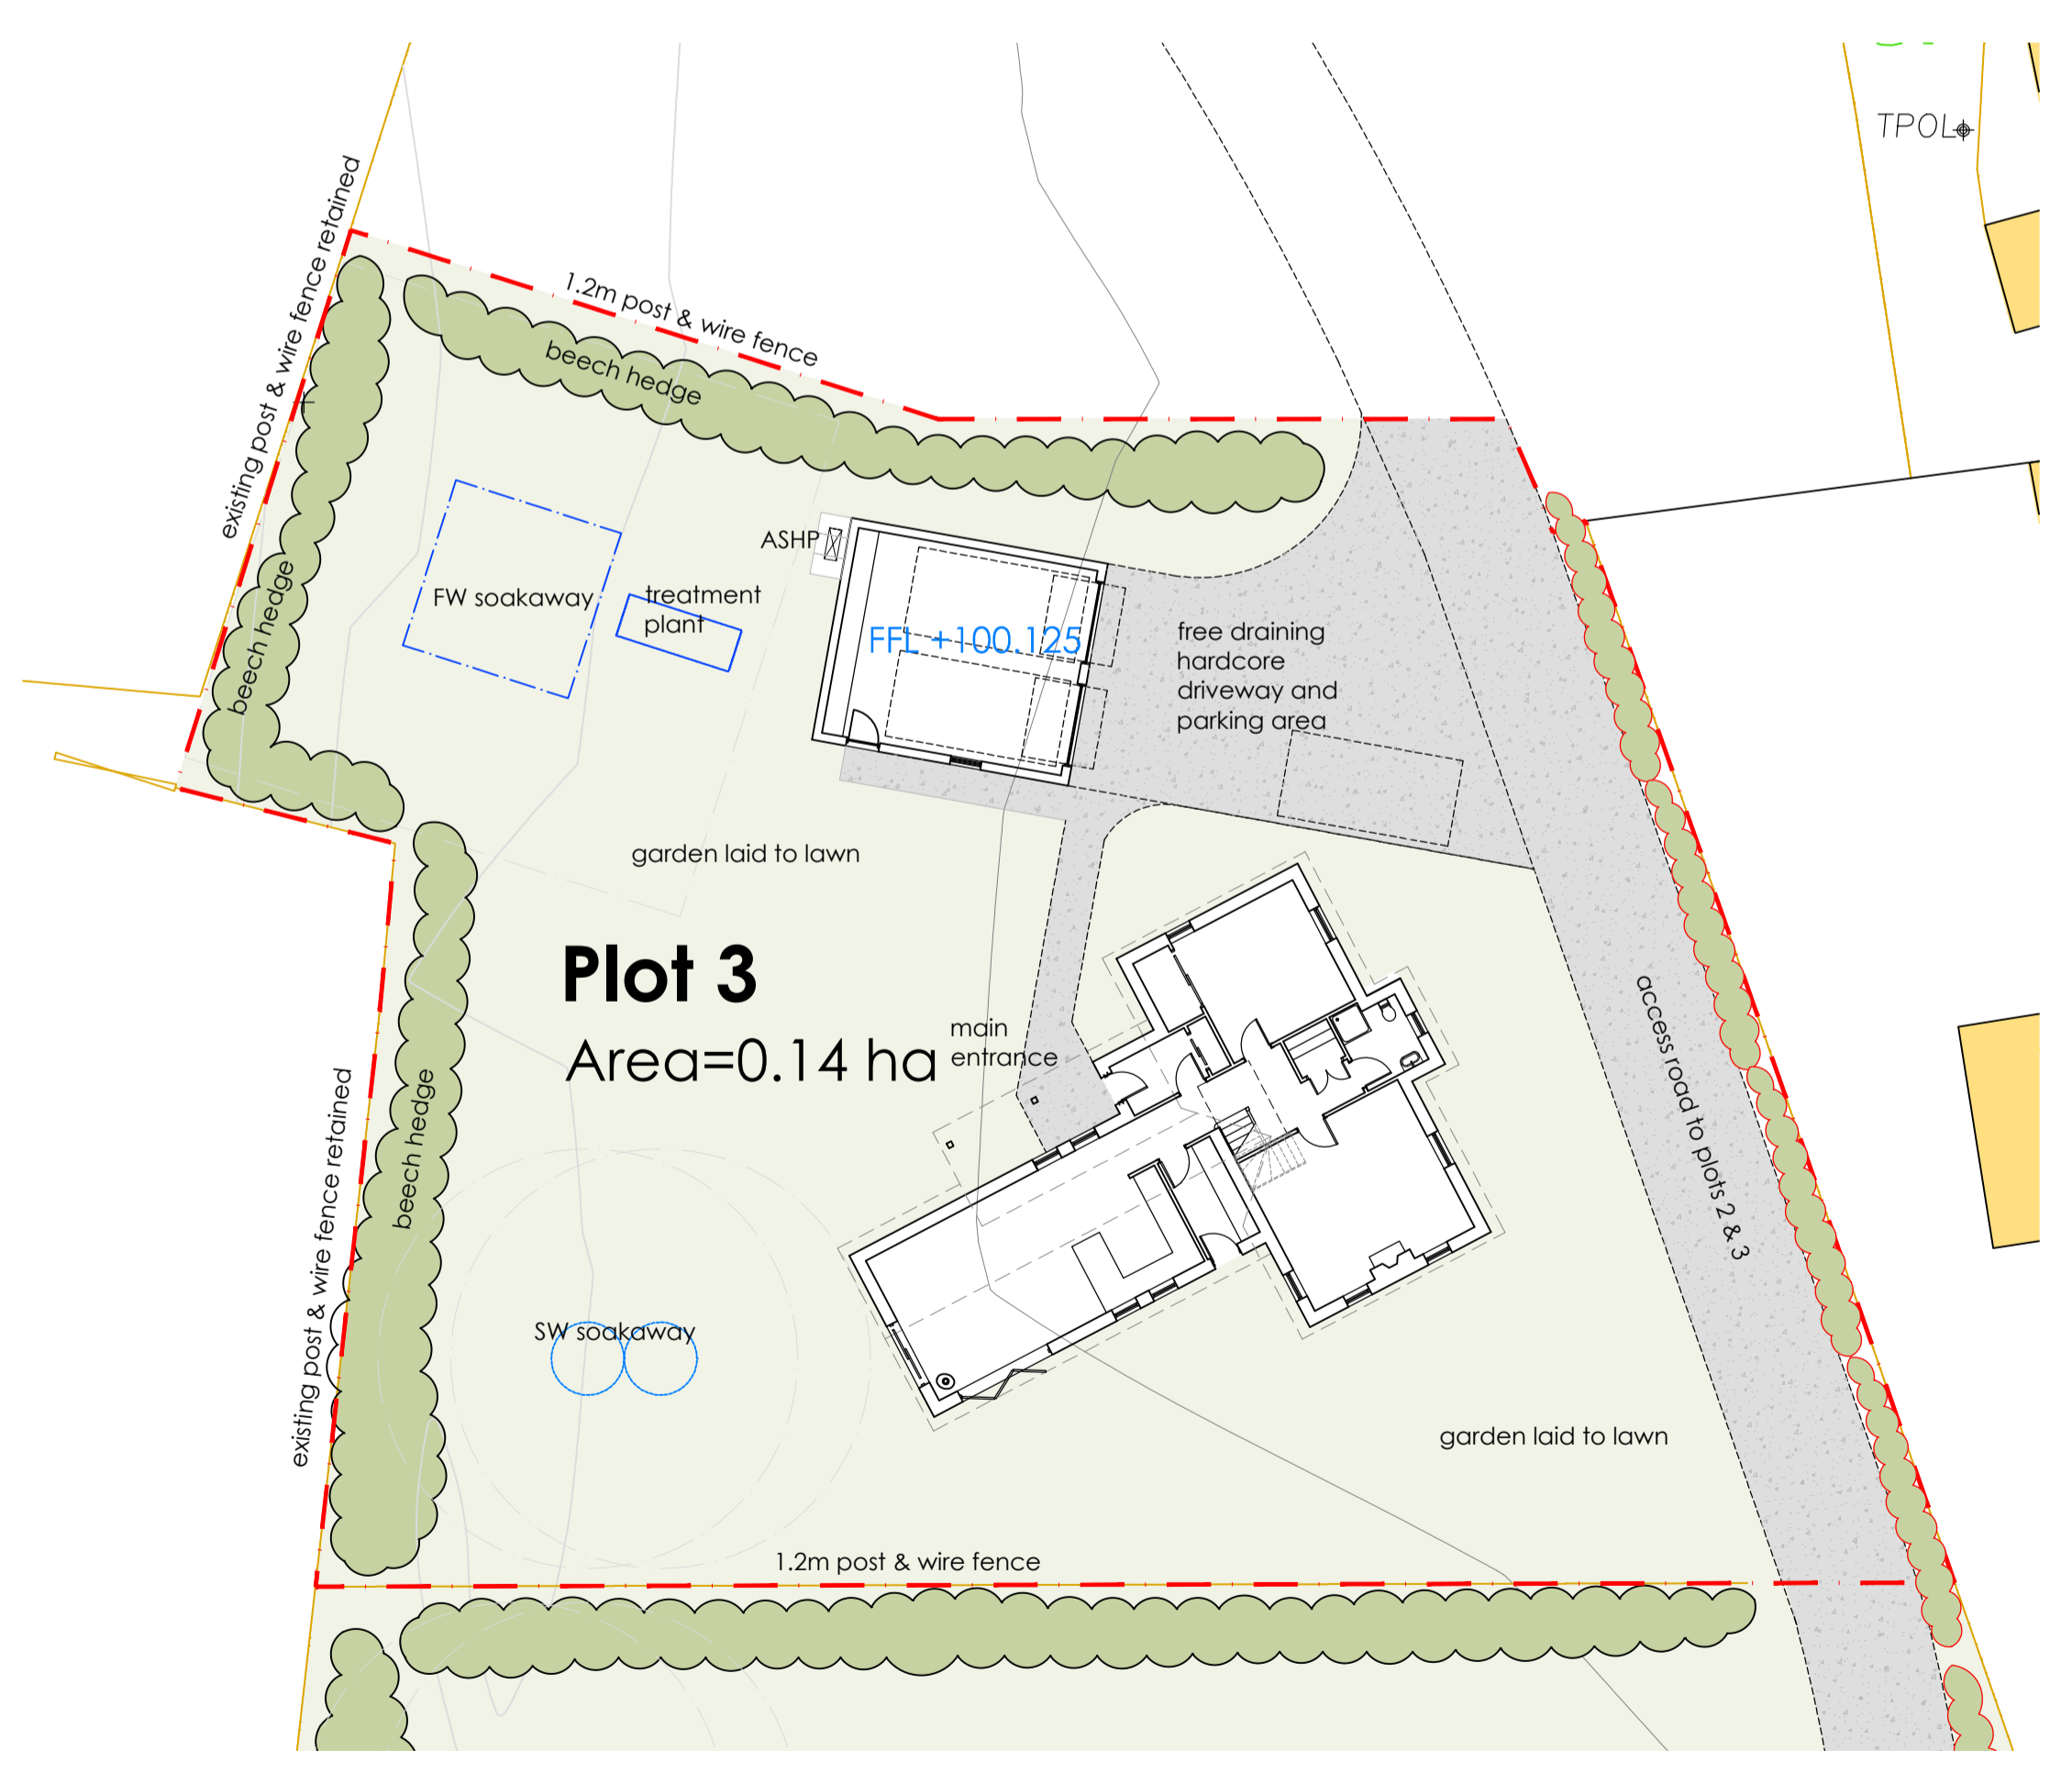 TPOL
existing post & wire fence retained
1.2m post & wire fence
beech hedge
ASHP
FW soakaway
treatment
plant
FFL +100.125
free draining
hardcore
driveway and
parking area
beech hedge
garden laid to lawn
Plot 3
Area=0.14 ha
main
entrance
access road to plots 2 & 3
beech hedge
existing post & wire fence retained
SW soakaway
garden laid to lawn
1.2m post & wire fence